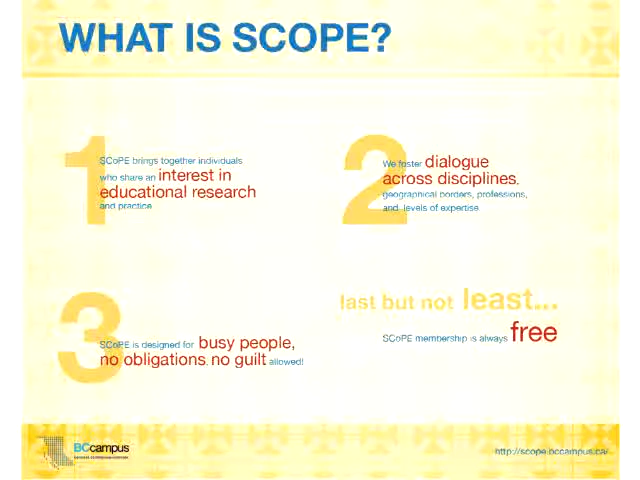 WHAT IS SCOPE?
1
SCoPE brings together individuals
who share an interest in
educational research
and practice
2
We foster dialogue
across disciplines,
geographical borders, professions,
and levels of expertise
3
SCoPE is designed for busy people,
no obligations, no guilt allowed!
last but not least...
SCoPE membership is always free
BCcampus
http://scope.bccampus.ca/